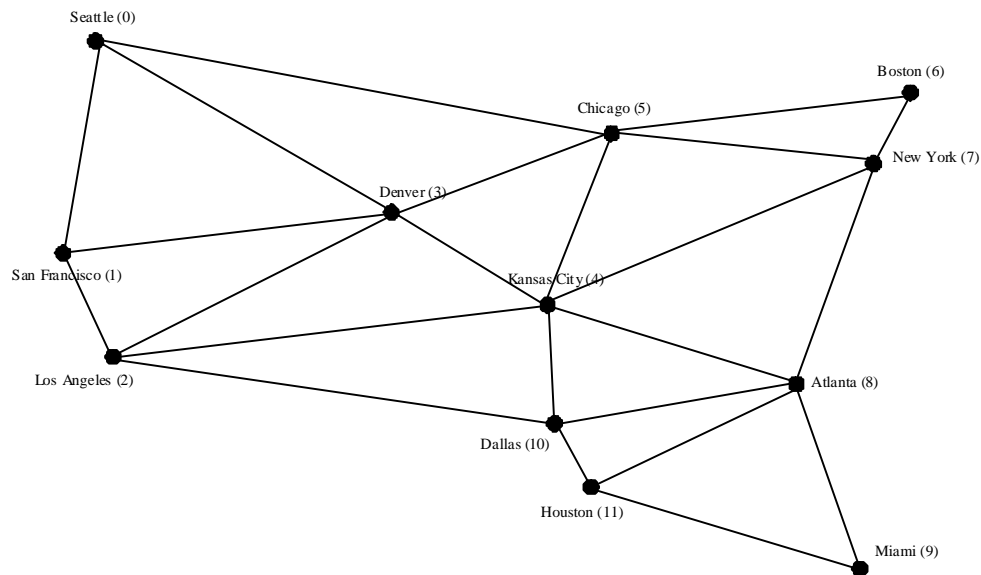 Seattle (0)
Boston (6)
Chicago (5)
New York (7)
Denver (3)
San Francisco (1)
Kansas City (4)
Los Angeles (2)
Atlanta (8)
Dallas (10)
Houston (11)
Miami (9)